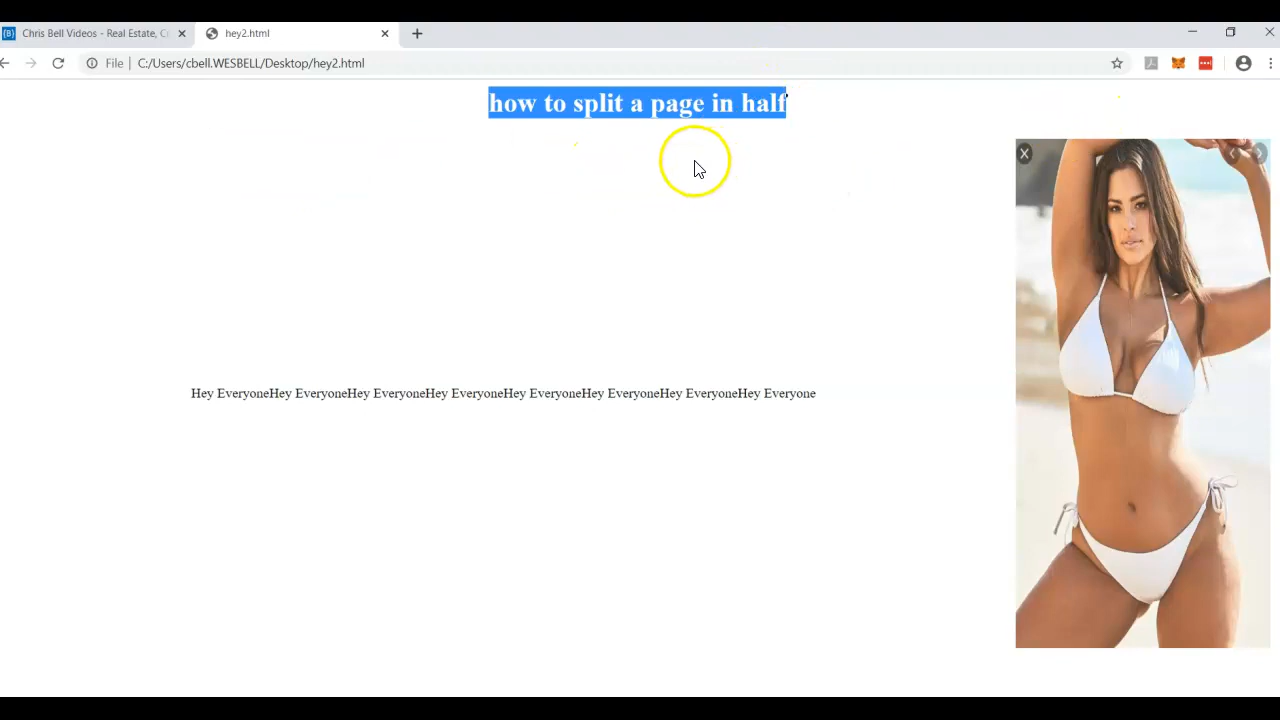 Chris Bell Videos - Real Estate, C
hey2.html
File
C:/Users/cbell.WESBELL/Desktop/hey2.html
how to split a page in half
Hey EveryoneHey EveryoneHey EveryoneHey EveryoneHey EveryoneHey EveryoneHey EveryoneHey Everyone